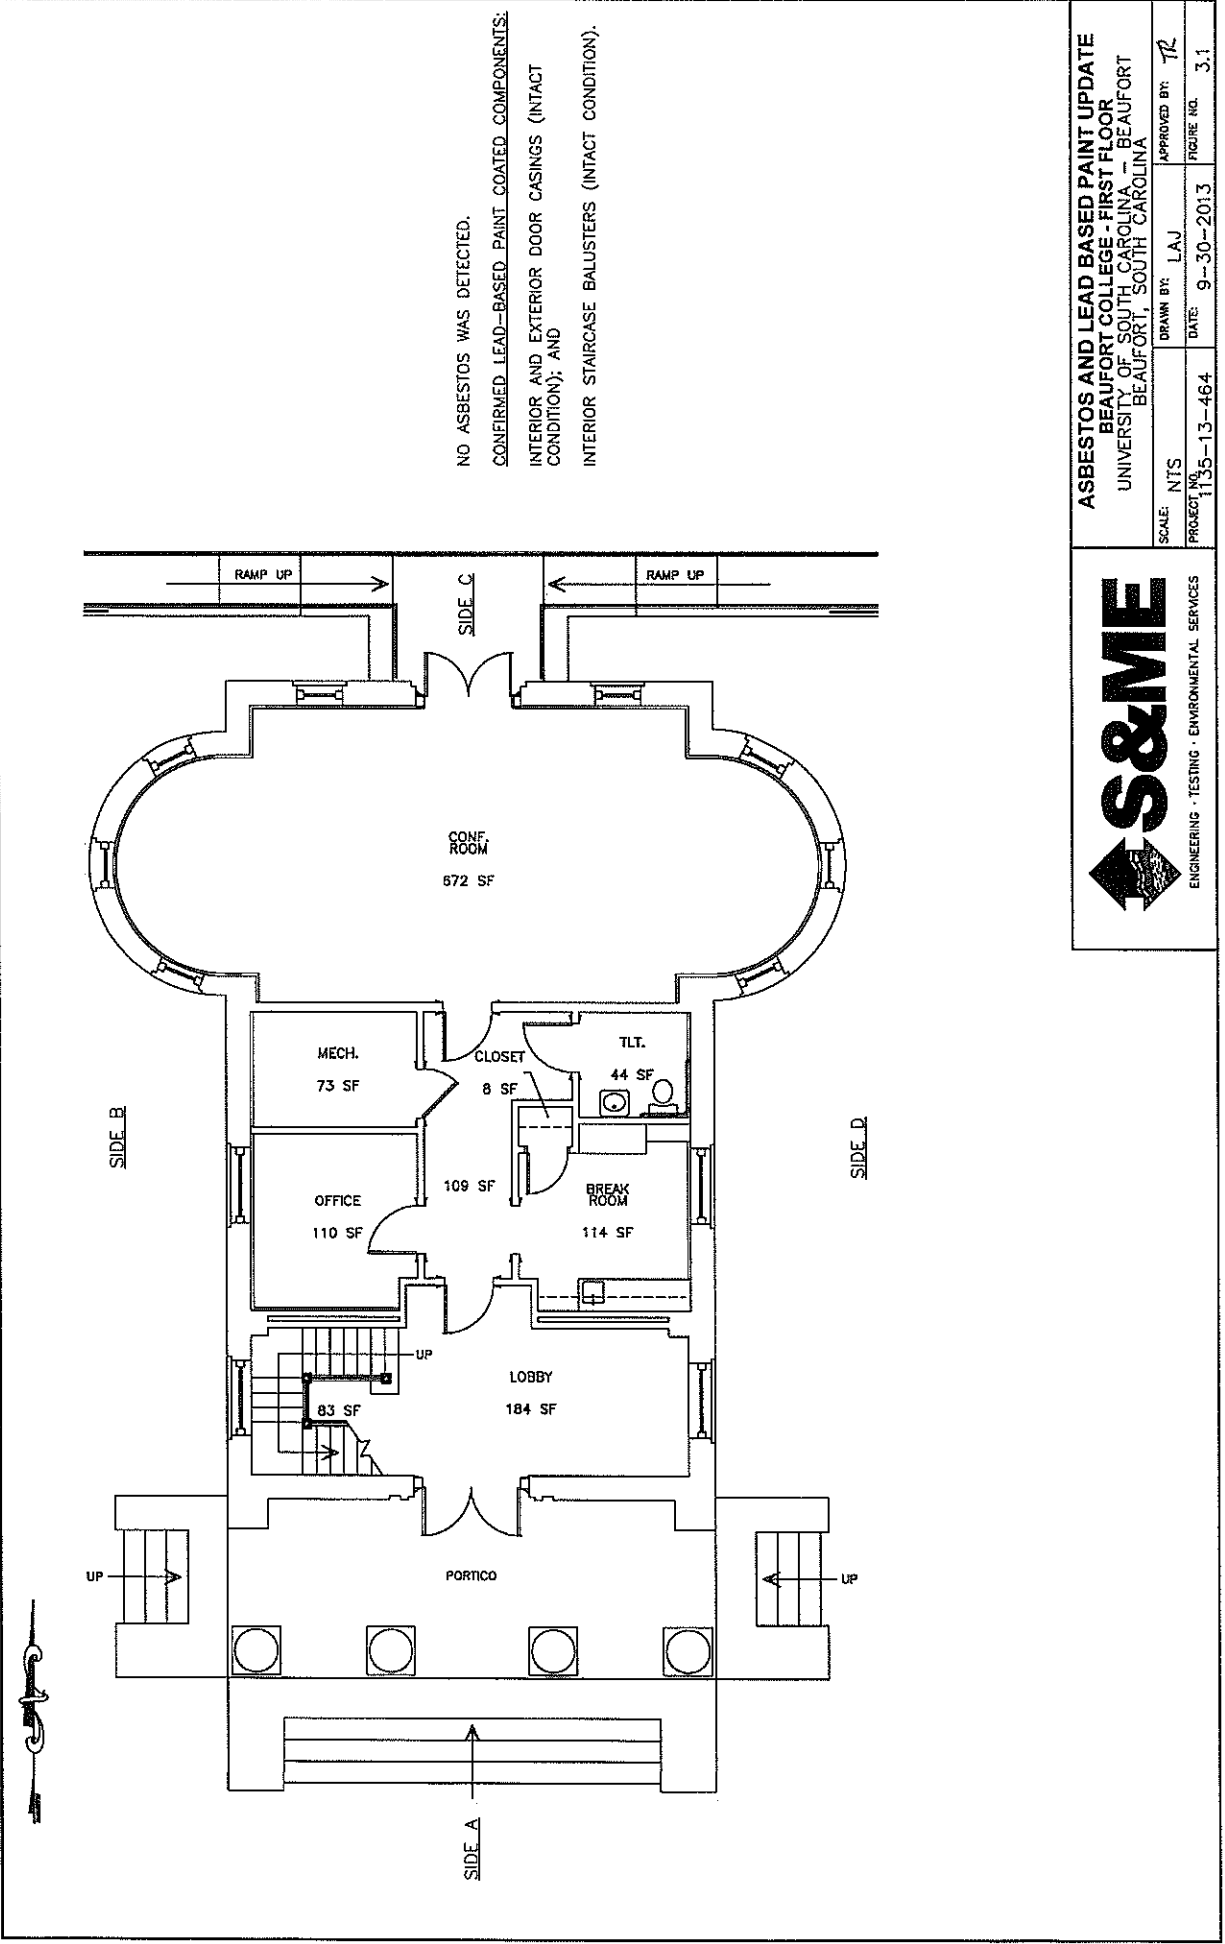 NO ASBESTOS WAS DETECTED.
CONFIRMED LEAD-BASED PAINT COATED COMPONENTS:
INTERIOR AND EXTERIOR DOOR CASINGS (INTACT
CONDITION); AND
INTERIOR STAIRCASE BALUSTERS (INTACT CONDITION).
RAMP UP
SIDE C
RAMP UP
CONF.
ROOM
672 SF
MECH.
73 SF
CLOSET
8 SF
TLT.
44 SF
SIDE B
SIDE D
OFFICE
110 SF
109 SF
BREAK
ROOM
114 SF
UP
83 SF
LOBBY
184 SF
UP
PORTICO
UP
SIDE A
S&ME
ENGINEERING · TESTING · ENVIRONMENTAL SERVICES
ASBESTOS AND LEAD BASED PAINT UPDATE
BEAUFORT COLLEGE - FIRST FLOOR
UNIVERSITY OF SOUTH CAROLINA - BEAUFORT
BEAUFORT, SOUTH CAROLINA
SCALE: NTS
DRAWN BY: LAJ
APPROVED BY: TR
PROJECT NO. 1135-13-464
DATE: 9-30-2013
FIGURE NO. 3.1